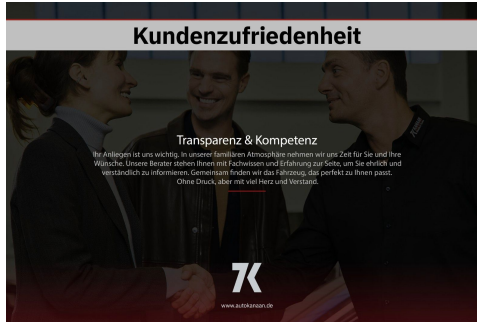 Kundenzufriedenheit
Transparenz & Kompetenz
Ihr Anliegen ist uns wichtig. In unserer familiären Atmosphäre nehmen wir uns Zeit für Sie und Ihre
Wünsche. Unsere Berater stehen Ihnen mit Fachwissen und Erfahrung zur Seite, um Sie ehrlich und
verständlich zu informieren. Gemeinsam finden wir das Fahrzeug, das perfekt zu Ihnen passt.
Ohne Druck, aber mit viel Herz und Verstand.
7K
www.autokanaan.de